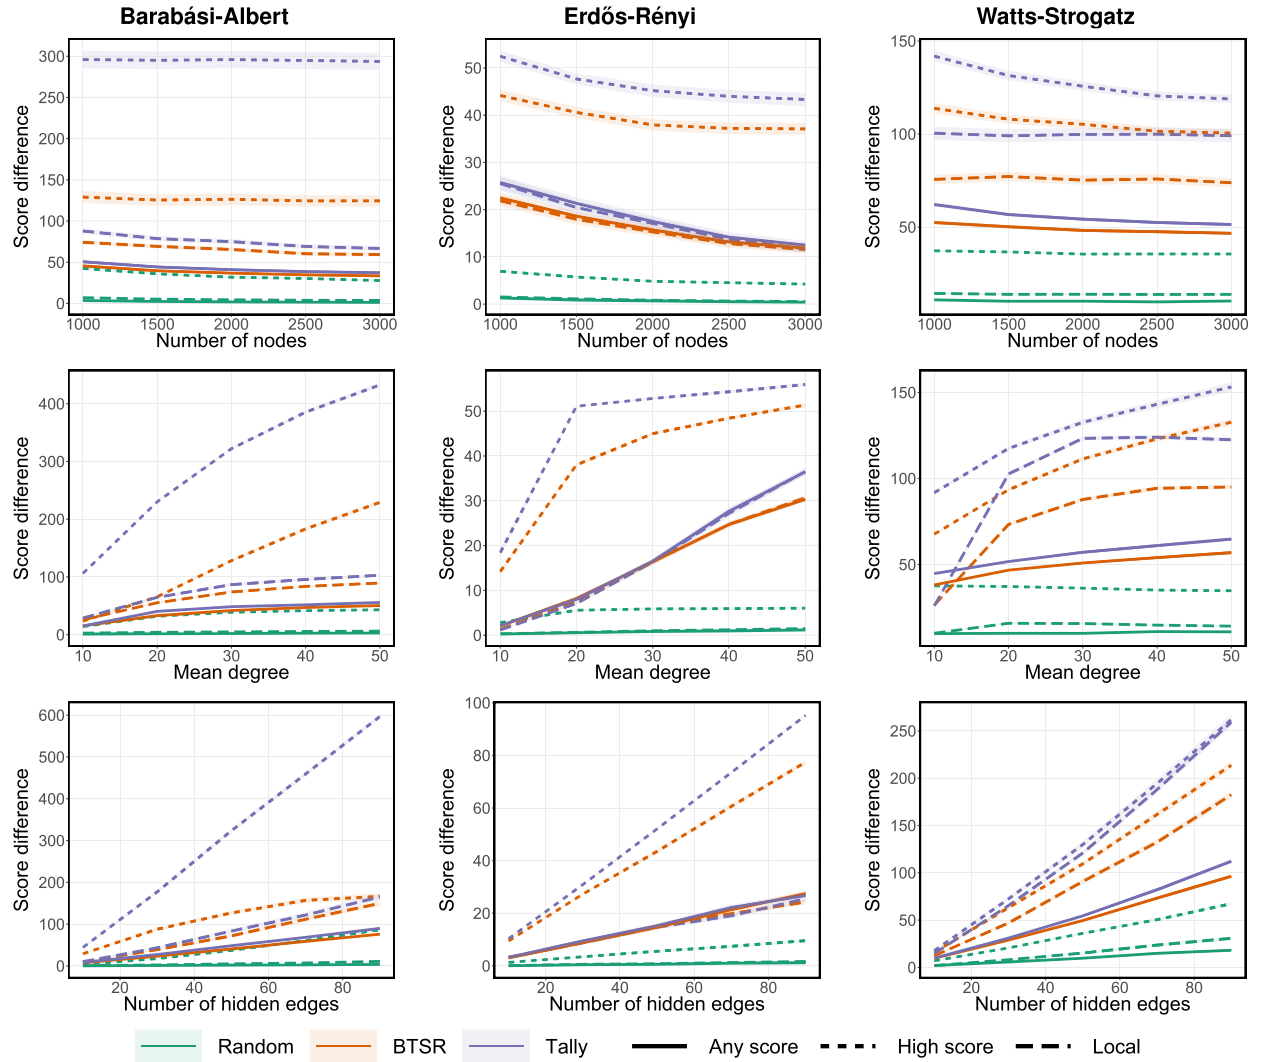 Barabási-Albert
Erdős-Rényi
Watts-Strogatz
Score difference
300
250
200
150
100
50
0
1000 1500 2000 2500 3000
Number of nodes
Score difference
50
40
30
20
10
0
1000 1500 2000 2500 3000
Number of nodes
Score difference
150
100
50
1000 1500 2000 2500 3000
Number of nodes
Score difference
400
300
200
100
0
10 20 30 40 50
Mean degree
Score difference
50
40
30
20
10
0
10 20 30 40 50
Mean degree
Score difference
150
100
50
10 20 30 40 50
Mean degree
Score difference
600
500
400
300
200
100
0
20 40 60 80
Number of hidden edges
Score difference
100
80
60
40
20
0
20 40 60 80
Number of hidden edges
Score difference
250
200
150
100
50
0
20 40 60 80
Number of hidden edges
Random BTSR Tally Any score High score Local